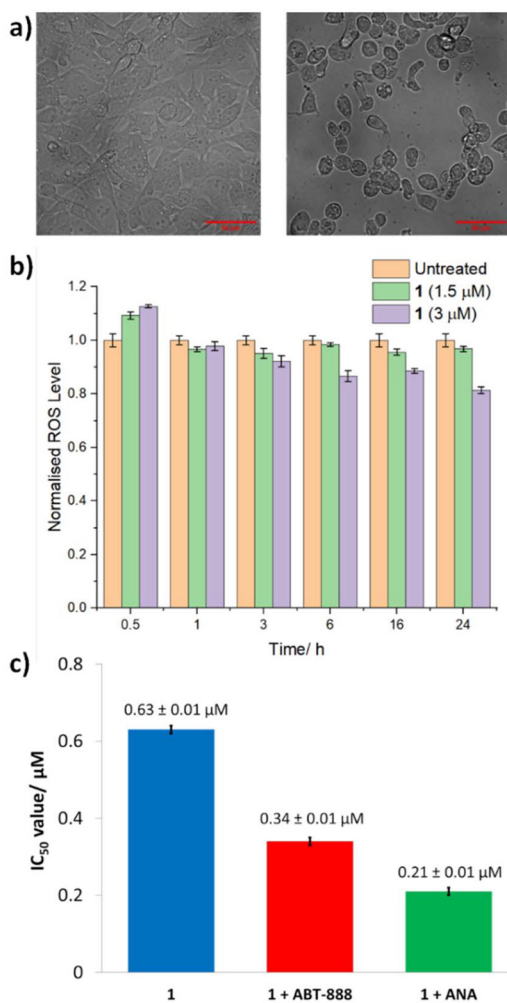 a)
b)
Untreated
1 (1.5 μM)
1 (3 μM)
Normalised ROS Level
1.2
1.0
0.8
0.6
0.4
0.2
0.0
0.5 1 3 6 16 24
Time/ h
c)
IC₅₀ value/ μM
0.8
0.6
0.4
0.2
0
0.63 ± 0.01 μM
0.34 ± 0.01 μM
0.21 ± 0.01 μM
1 1 + ABT-888 1 + ANA